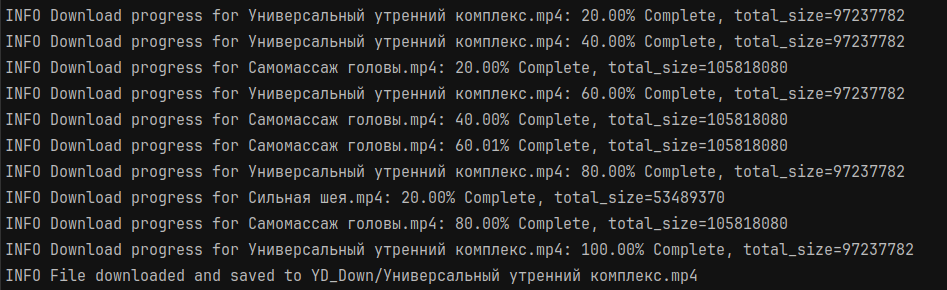 INFO Download progress for Универсальный утренний комплекс.mp4: 20.00% Complete, total_size=97237782
INFO Download progress for Универсальный утренний комплекс.mp4: 40.00% Complete, total_size=97237782
INFO Download progress for Самомассаж головы.mp4: 20.00% Complete, total_size=105818080
INFO Download progress for Универсальный утренний комплекс.mp4: 60.00% Complete, total_size=97237782
INFO Download progress for Самомассаж головы.mp4: 40.00% Complete, total_size=105818080
INFO Download progress for Самомассаж головы.mp4: 60.01% Complete, total_size=105818080
INFO Download progress for Универсальный утренний комплекс.mp4: 80.00% Complete, total_size=97237782
INFO Download progress for Сильная шея.mp4: 20.00% Complete, total_size=53489370
INFO Download progress for Самомассаж головы.mp4: 80.00% Complete, total_size=105818080
INFO Download progress for Универсальный утренний комплекс.mp4: 100.00% Complete, total_size=97237782
INFO File downloaded and saved to YD_Down/Универсальный утренний комплекс.mp4